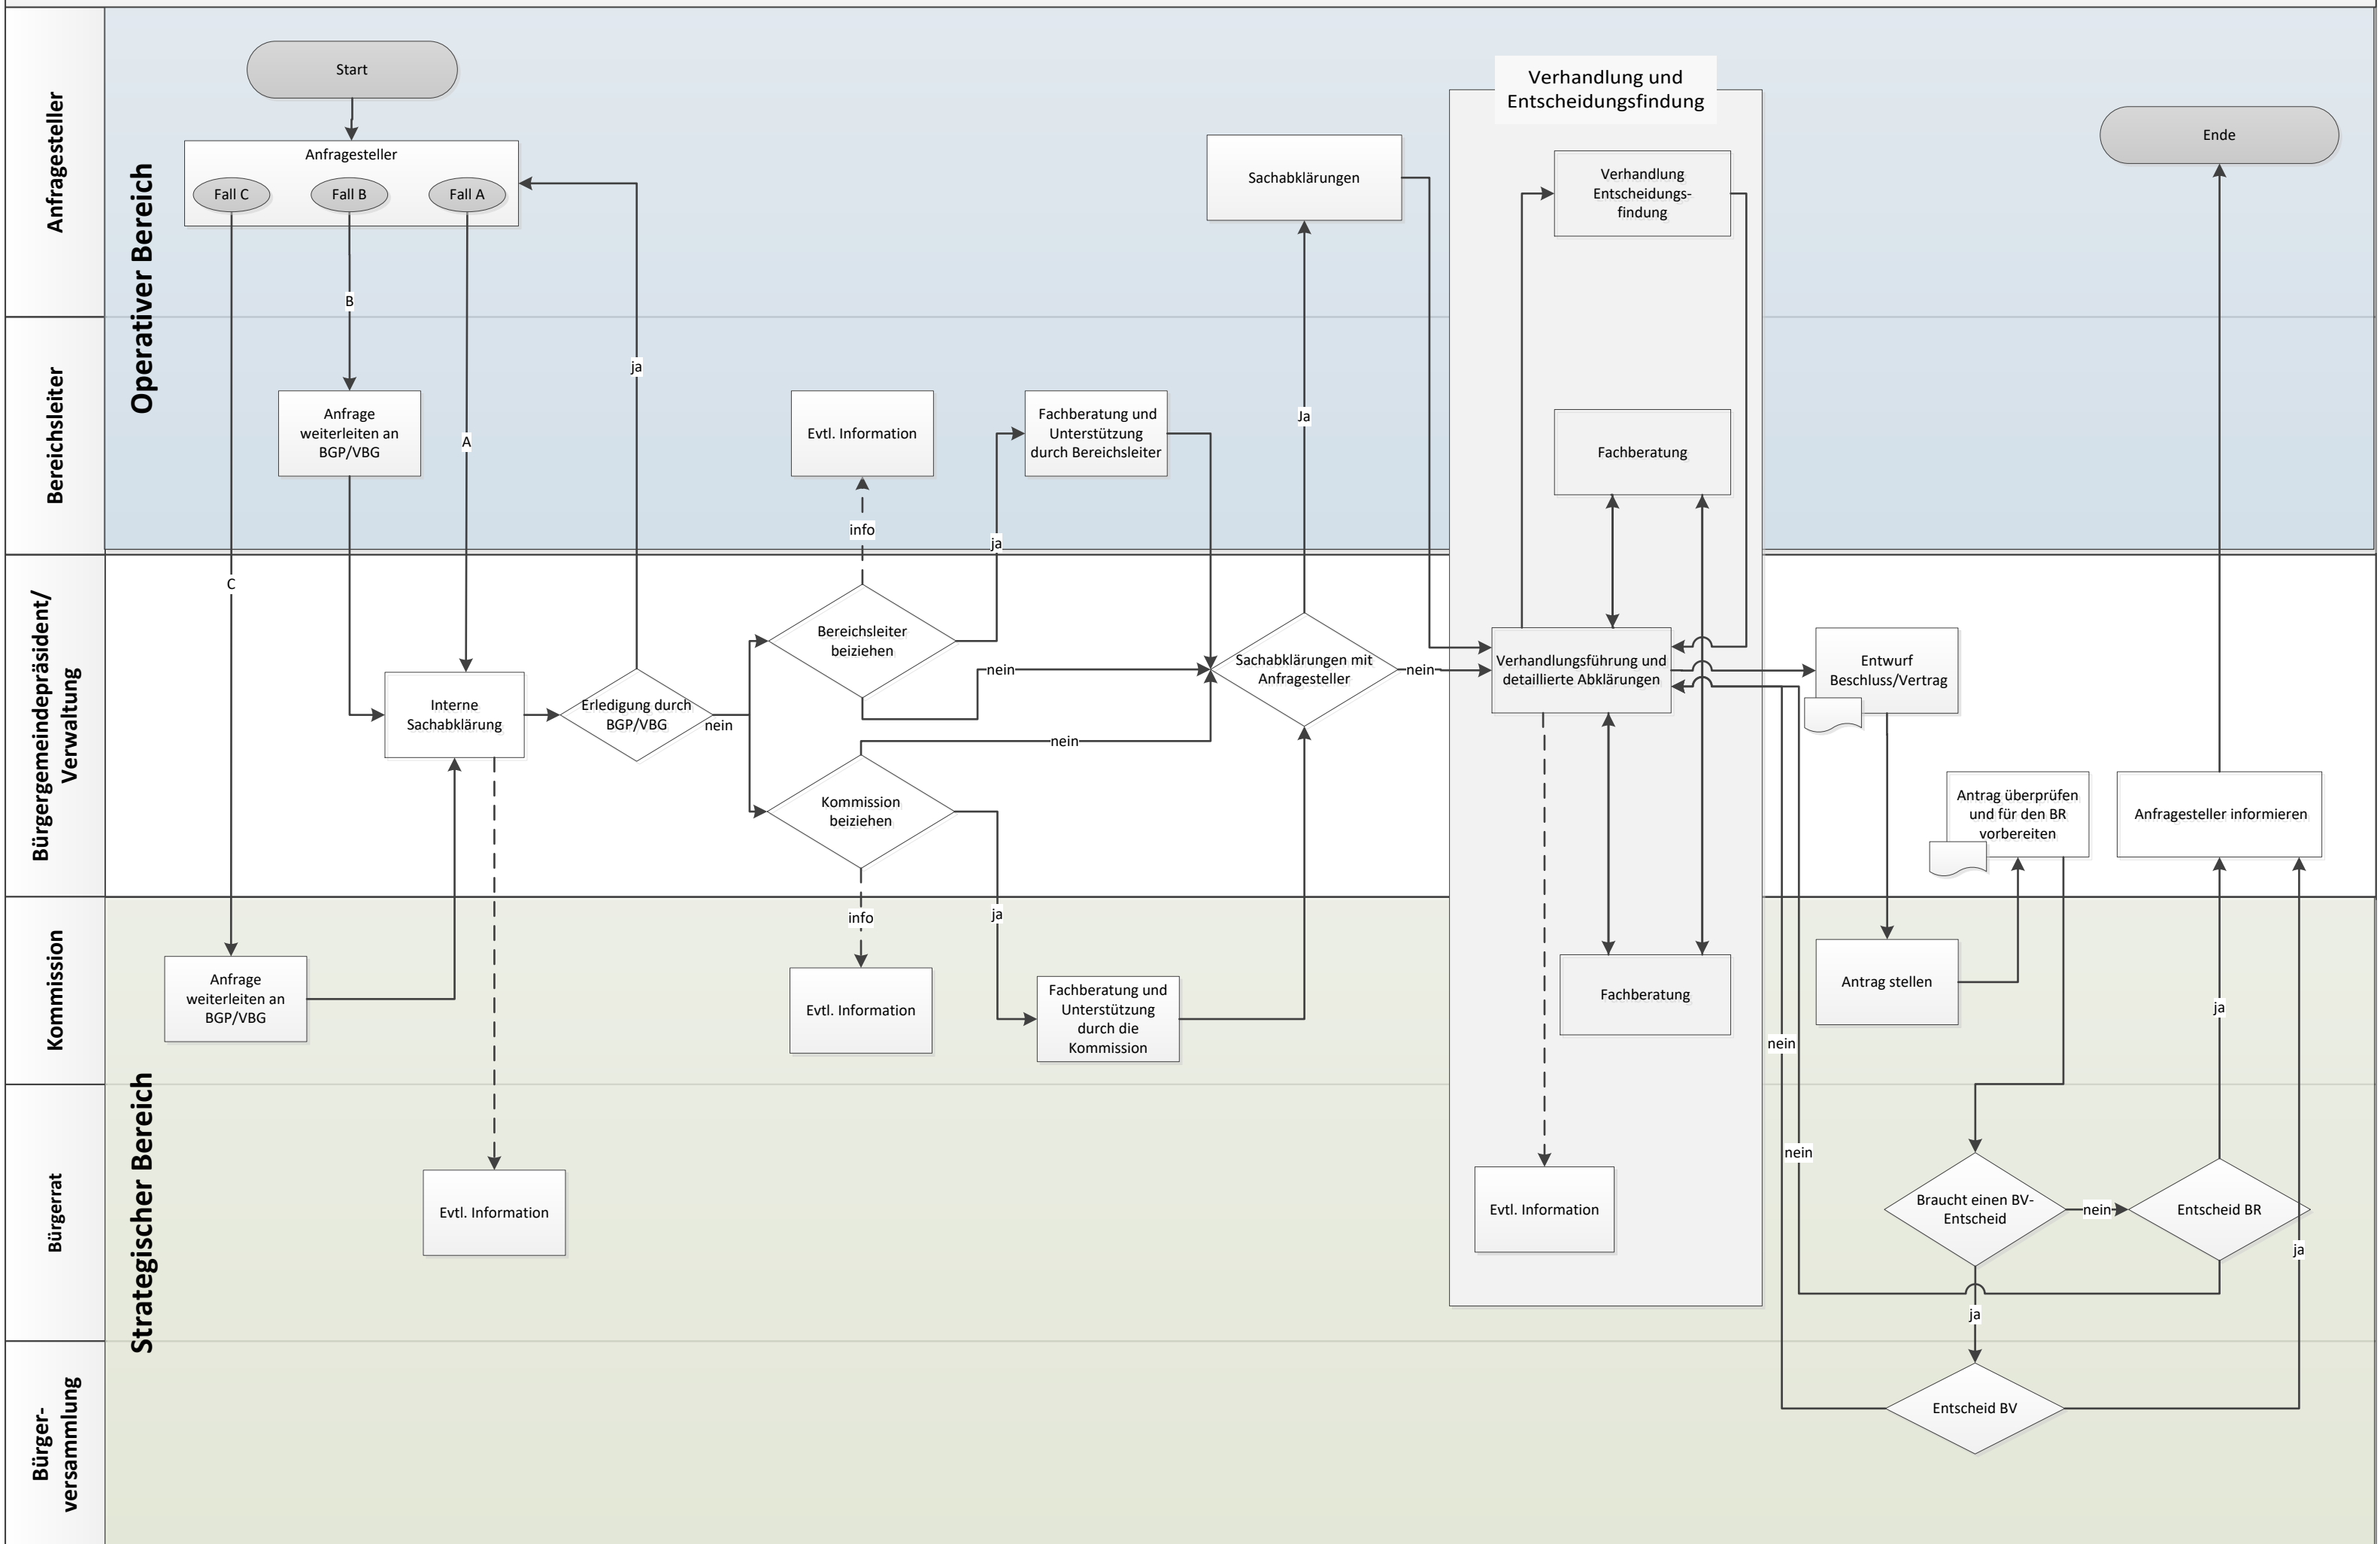 Anfragesteller
Bereichsleiter
Bürgergemeindepräsident/
Verwaltung
Kommission
Bürgerrat
Bürger-
versammlung
Operativer Bereich
Strategischer Bereich
Start
Anfragesteller
Fall C
Fall B
Fall A
B
A
C
ja
Anfrage
weiterleiten an
BGP/VBG
Interne
Sachabklärung
Erledigung durch
BGP/VBG
nein
Anfrage
weiterleiten an
BGP/VBG
Evtl. Information
Evtl. Information
info
Bereichsleiter
beiziehen
ja
nein
Fachberatung und
Unterstützung
durch Bereichsleiter
nein
Kommission
beiziehen
info
ja
Evtl. Information
Fachberatung und
Unterstützung
durch die
Kommission
Sachabklärungen
Ja
Sachabklärungen mit
Anfragesteller
nein
Verhandlung und
Entscheidungsfindung
Verhandlung
Entscheidungs-
findung
Fachberatung
Verhandlungsführung und
detaillierte Abklärungen
Fachberatung
Evtl. Information
Entwurf
Beschluss/Vertrag
Antrag stellen
Antrag überprüfen
und für den BR
vorbereiten
Anfragesteller informieren
Ende
nein
nein
ja
Braucht einen BV-
Entscheid
nein
Entscheid BR
ja
ja
Entscheid BV